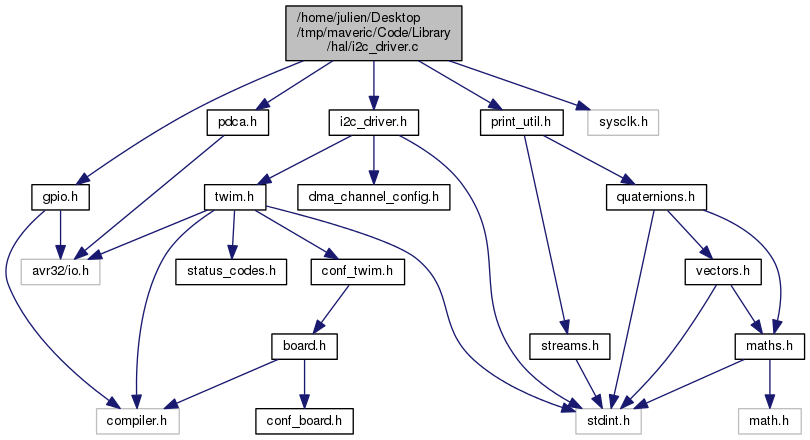 /home/julien/Desktop
/tmp/maveric/Code/Library
/hal/i2c_driver.c
pdca.h
i2c_driver.h
print_util.h
sysclk.h
gpio.h
twim.h
dma_channel_config.h
quaternions.h
avr32/io.h
status_codes.h
conf_twim.h
vectors.h
board.h
streams.h
maths.h
compiler.h
conf_board.h
stdint.h
math.h